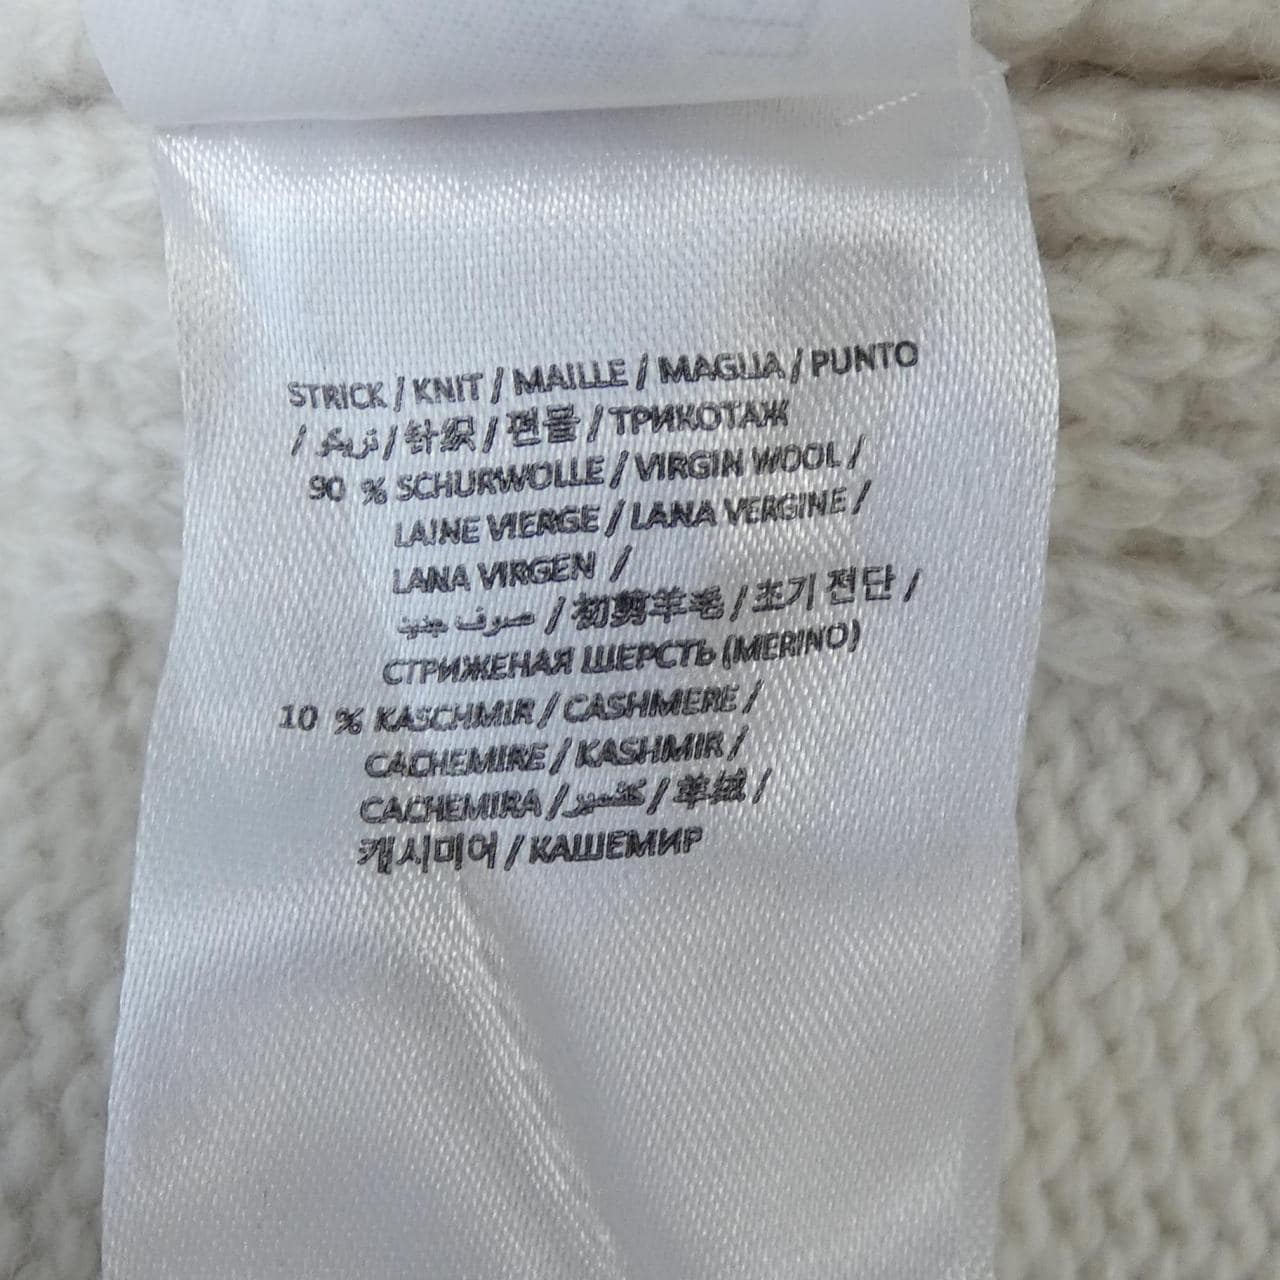 STRICK / KNIT / MAILLE / MAGLIA / PUNTO
/ تریکو / 针织 / 편물 / ТРИКОТАЖ
90 % SCHURWOLLE / VIRGIN WOOL /
LAINE VIERGE / LANA VERGINE /
LANA VIRGEN /
صوف / 初剪羊毛 / 초기 전단 /
СТРИЖЕНАЯ ШЕРСТЬ (MERINO)
10 % KASCHMIR / CASHMERE /
CACHEMIRE / KASHMIR /
CACHEMIRA / كشمير / 羊绒 /
캐시미어 / КАШЕМИР